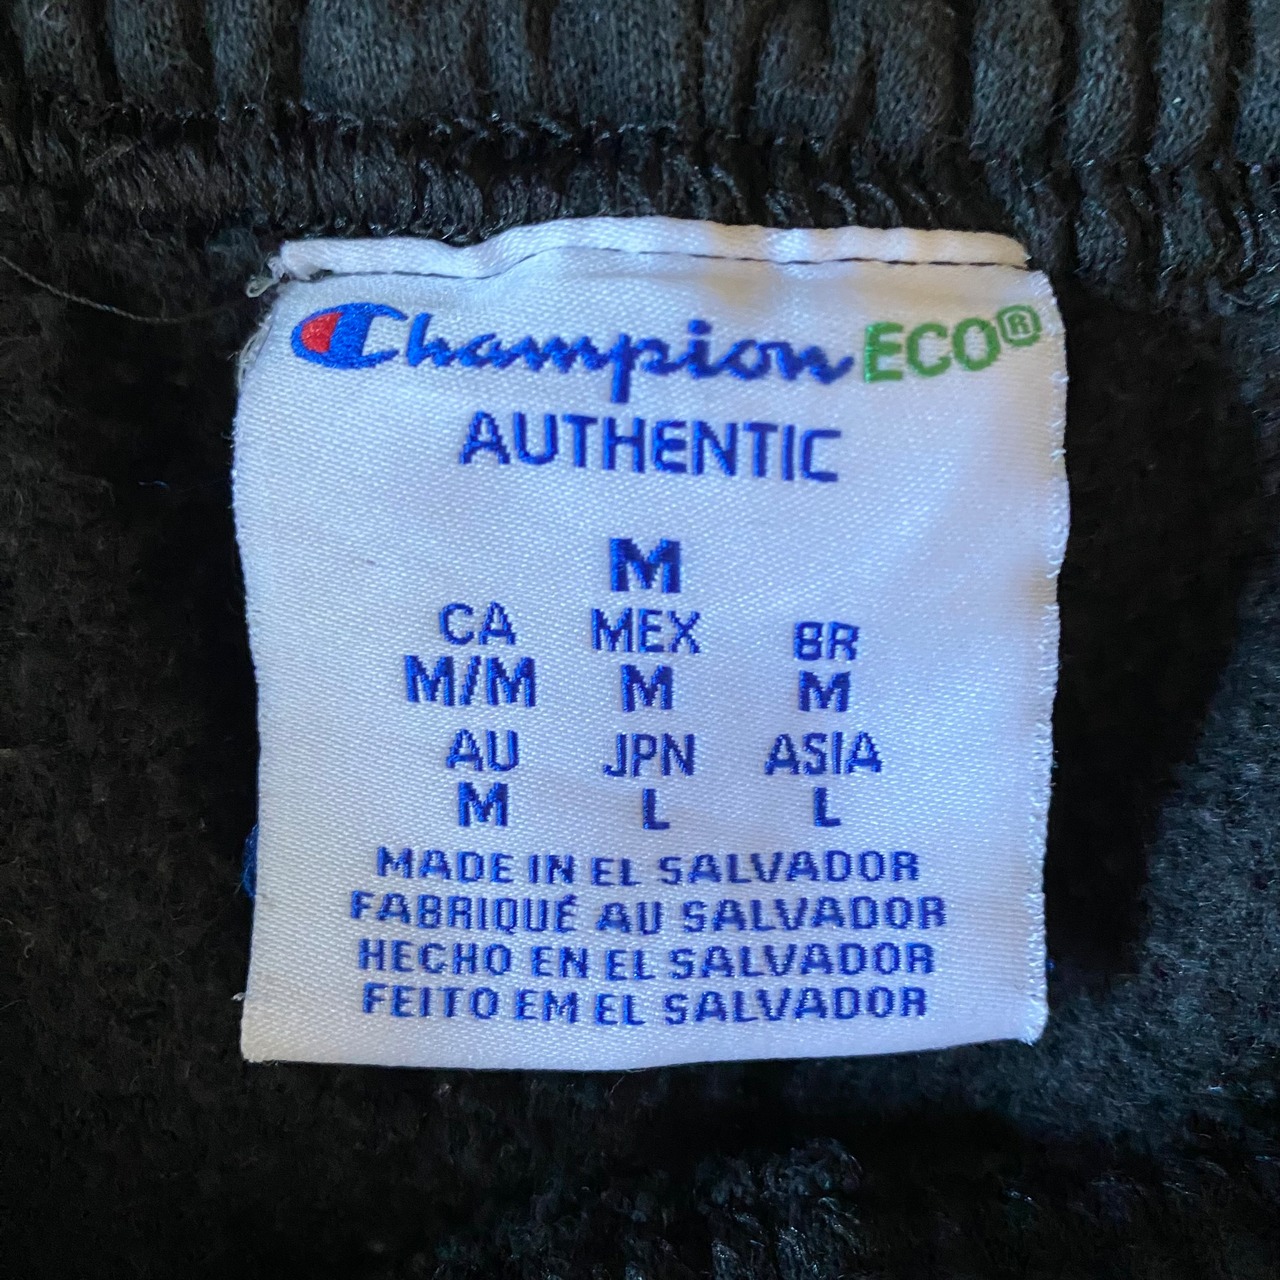 Champion ECO®
AUTHENTIC
M
CA MEX BR
M/M M M
AU JPN ASIA
M L L
MADE IN EL SALVADOR
FABRIQUÉ AU SALVADOR
HECHO EN EL SALVADOR
FEITO EM EL SALVADOR